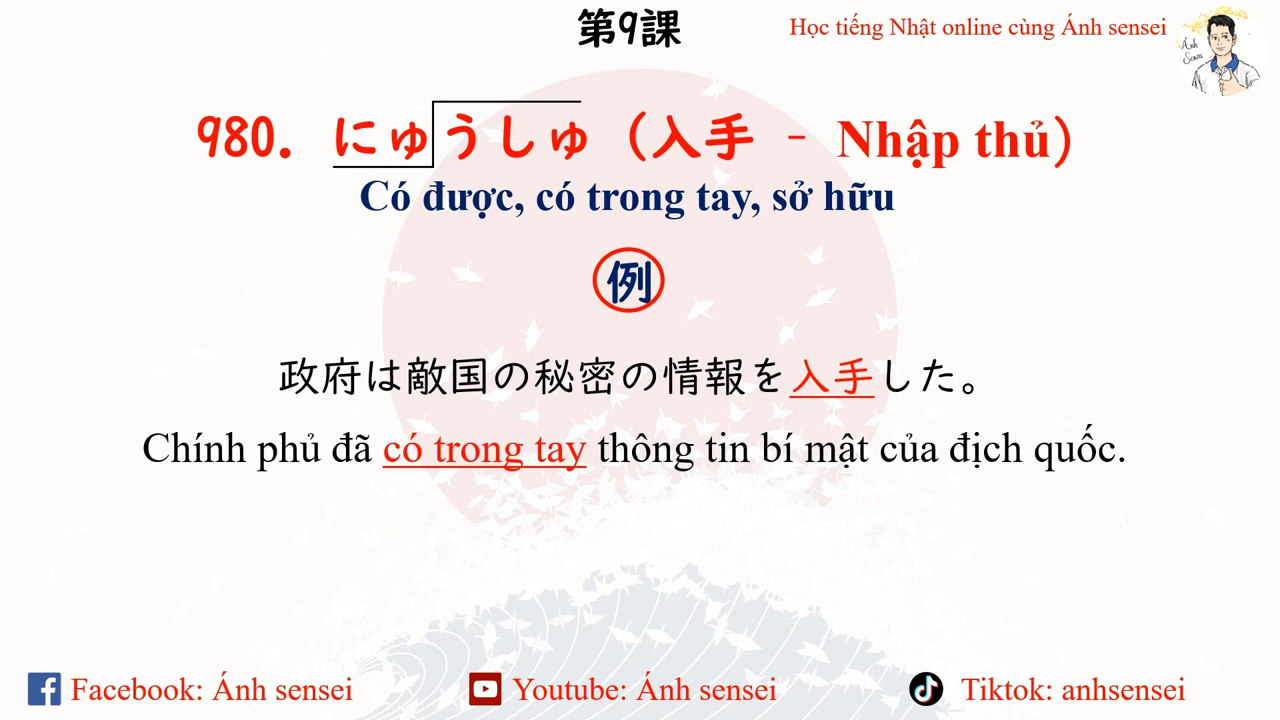 第9課
Học tiếng Nhật online cùng Ánh sensei
Ánh Sensei
980. にゅうしゅ（入手 - Nhập thủ）
Có được, có trong tay, sở hữu
例
政府は敵国の秘密の情報を入手した。
Chính phủ đã có trong tay thông tin bí mật của địch quốc.
Facebook: Ánh sensei
Youtube: Ánh sensei
Tiktok: anhsensei